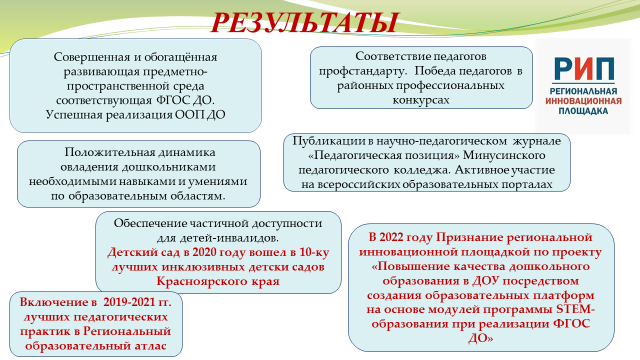 РЕЗУЛЬТАТЫ
Совершенная и обогащённая
развивающая предметно-
пространственной среда
соответствующая ФГОС ДО.
Успешная реализация ООП ДО
Соответствие педагогов
профстандарту. Победа педагогов в
районных профессиональных
конкурсах
РИП
РЕГИОНАЛЬНАЯ
ИННОВАЦИОННАЯ
ПЛОЩАДКА
Положительная динамика
овладения дошкольниками
необходимыми навыками и умениями
по образовательным областям.
Публикации в научно-педагогическом журнале
«Педагогическая позиция» Минусинского
педагогического колледжа. Активное участие
на всероссийских образовательных порталах
Обеспечение частичной доступности
для детей-инвалидов.
Детский сад в 2020 году вошел в 10-ку
лучших инклюзивных детски садов
Красноярского края
В 2022 году Признание региональной
инновационной площадкой по проекту
«Повышение качества дошкольного
образования в ДОУ посредством
создания образовательных платформ
на основе модулей программы STEM-
образования при реализации ФГОС
ДО»
Включение в 2019-2021 гг.
лучших педагогических
практик в Региональный
образовательный атлас